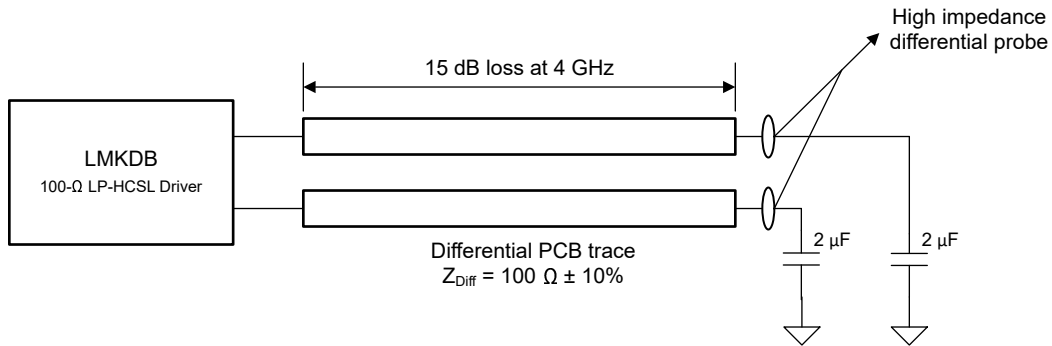 High impedance
differential probe
15 dB loss at 4 GHz
LMKDB
100-Ω LP-HCSL Driver
Differential PCB trace
ZDiff = 100 Ω ± 10%
2 µF
2 µF